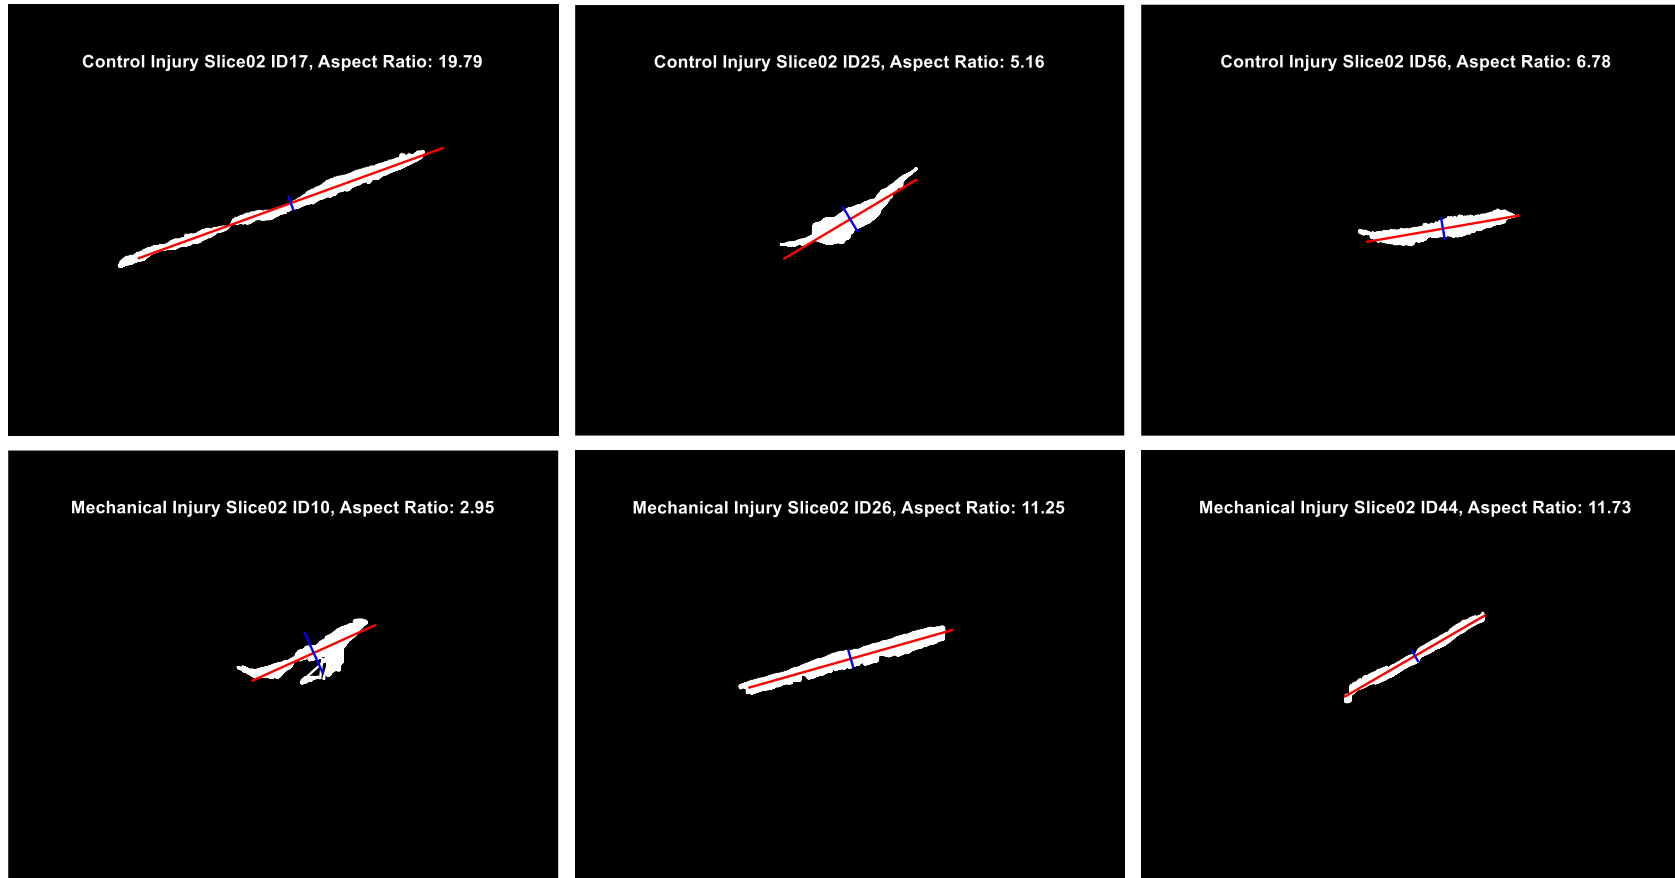 Control Injury Slice02 ID17, Aspect Ratio: 19.79
Control Injury Slice02 ID25, Aspect Ratio: 5.16
Control Injury Slice02 ID56, Aspect Ratio: 6.78
Mechanical Injury Slice02 ID10, Aspect Ratio: 2.95
Mechanical Injury Slice02 ID26, Aspect Ratio: 11.25
Mechanical Injury Slice02 ID44, Aspect Ratio: 11.73